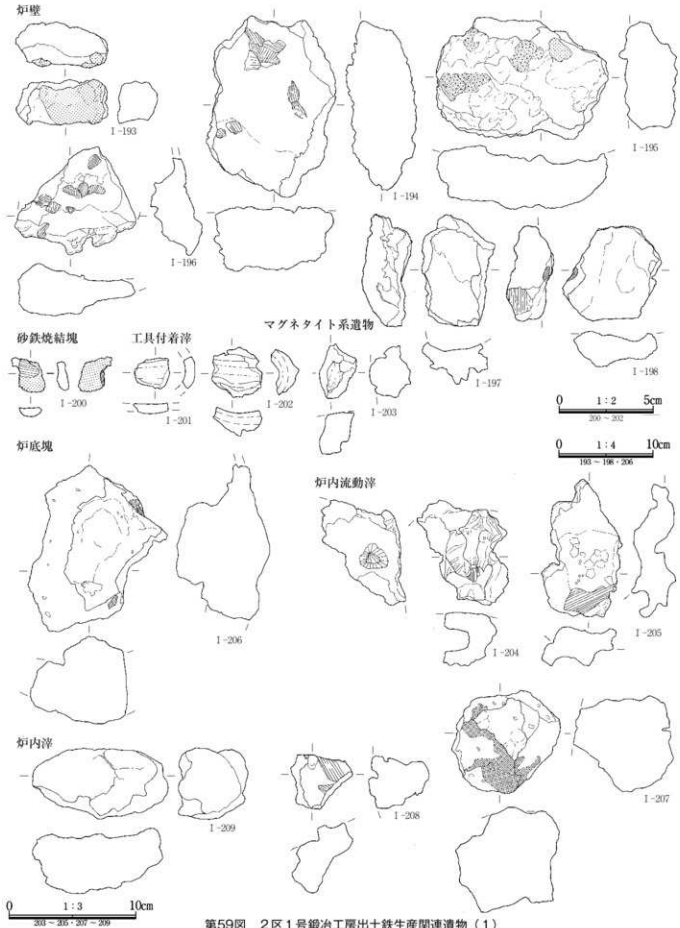 炉壁
I-193
I-194
I-195
I-196
I-197
I-198
砂鉄焼結塊
工具付着滓
マグネタイト系遺物
I-200
I-201
I-202
I-203
0 1:2 5cm
200～202
0 1:4 10cm
193～198・206
炉底塊
炉内流動滓
I-206
I-204
I-205
炉内滓
I-209
I-208
I-207
0 1:3 10cm
203～205・207～209
第59図 2区1号鍛冶工房出土鉄生産関連遺物（1）